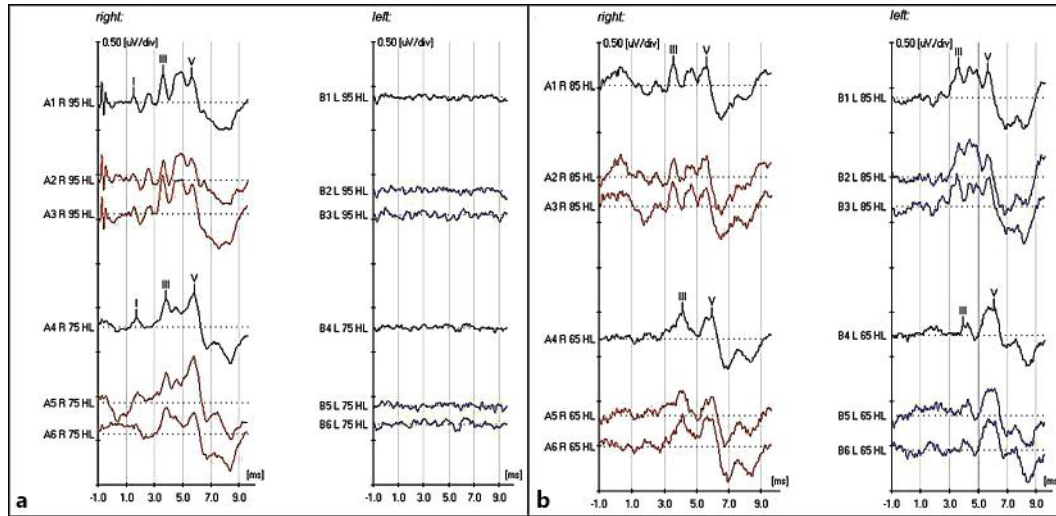 right:
0.50 [uV/div]
I
III
V
A1 R 95 HL
A2 R 95 HL
A3 R 95 HL
I
III
V
A4 R 75 HL
A5 R 75 HL
A6 R 75 HL
[ms]
-1.0 1.0 3.0 5.0 7.0 9.0
a
left:
B1 L 95 HL
B2 L 95 HL
B3 L 95 HL
B4 L 75 HL
B5 L 75 HL
B6 L 75 HL
-1.0 1.0 3.0 5.0 7.0 9.0
right:
0.50 [uV/div]
III
V
A1 R 85 HL
A2 R 85 HL
A3 R 85 HL
III
V
A4 R 65 HL
A5 R 65 HL
A6 R 65 HL
[ms]
-1.0 1.0 3.0 5.0 7.0 9.0
b
left:
0.50 [uV/div]
III
V
B1 L 85 HL
B2 L 85 HL
B3 L 85 HL
III
V
B4 L 65 HL
B5 L 65 HL
B6 L 65 HL
[ms]
-1.0 1.0 3.0 5.0 7.0 9.0